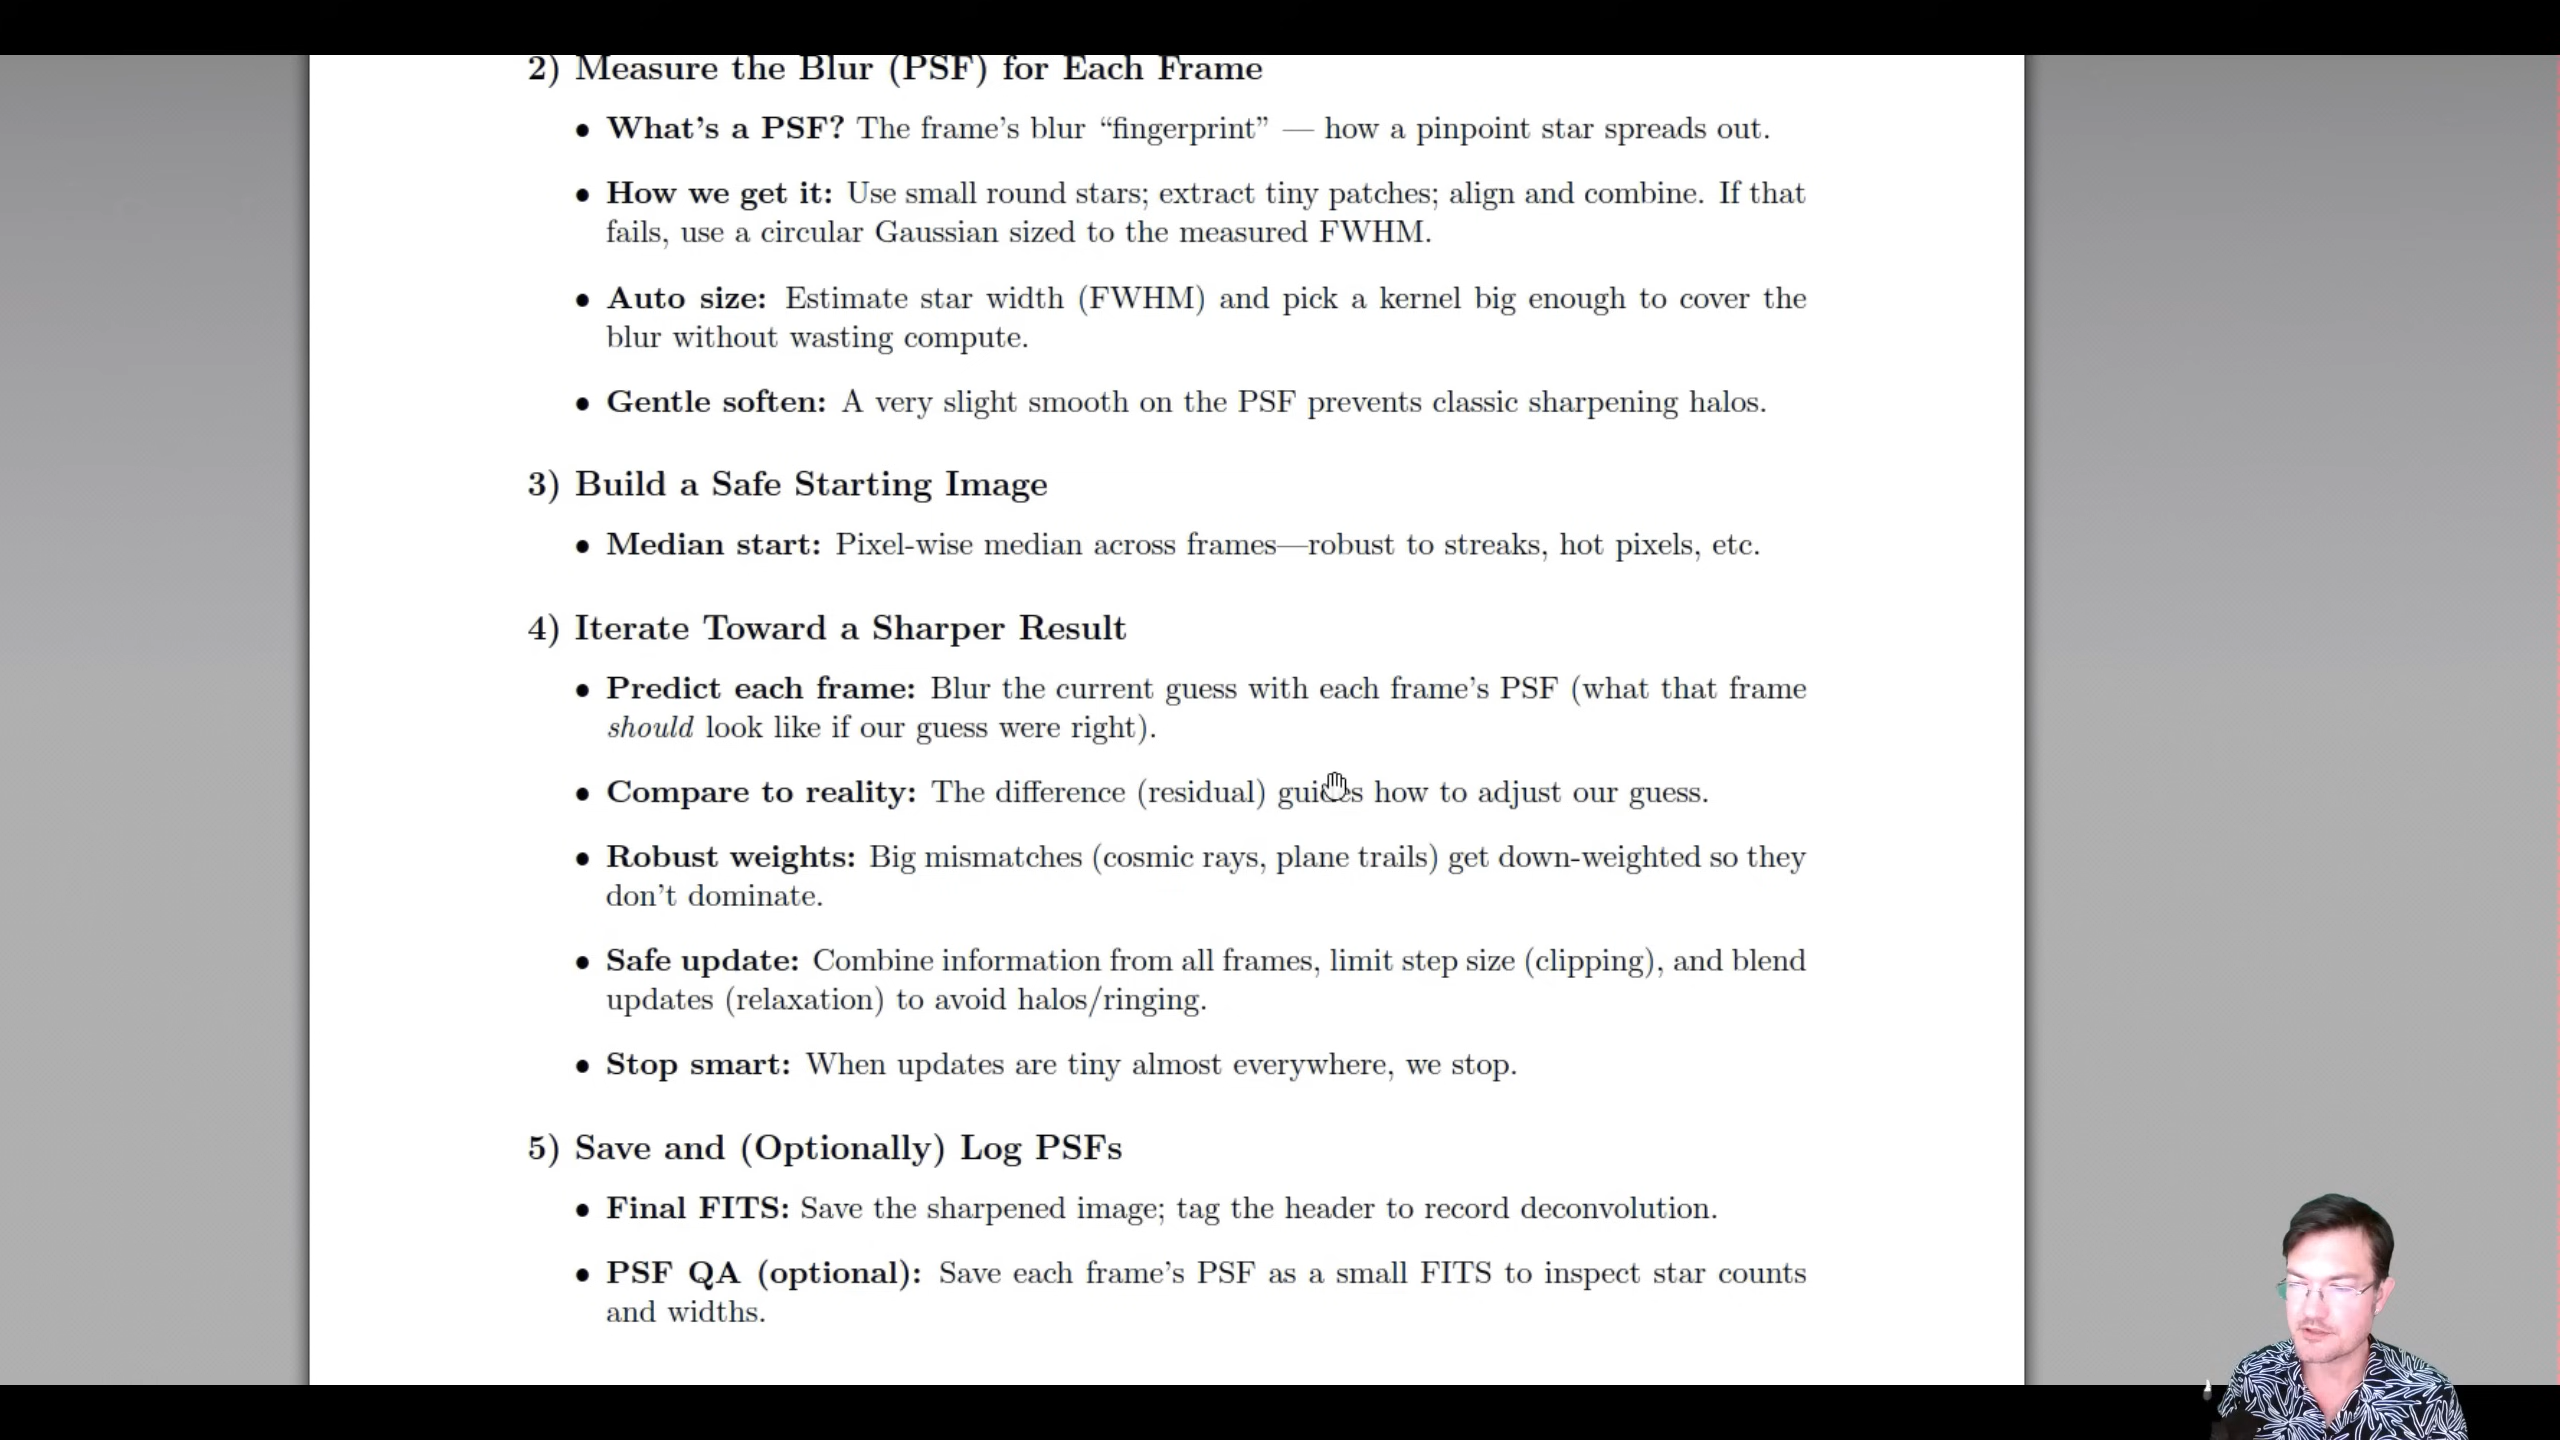 2) Measure the Blur (PSF) for Each Frame
• What's a PSF? The frame's blur “fingerprint” — how a pinpoint star spreads out.
• How we get it: Use small round stars; extract tiny patches; align and combine. If that
fails, use a circular Gaussian sized to the measured FWHM.
• Auto size: Estimate star width (FWHM) and pick a kernel big enough to cover the
blur without wasting compute.
• Gentle soften: A very slight smooth on the PSF prevents classic sharpening halos.
3) Build a Safe Starting Image
• Median start: Pixel-wise median across frames—robust to streaks, hot pixels, etc.
4) Iterate Toward a Sharper Result
• Predict each frame: Blur the current guess with each frame's PSF (what that frame
should look like if our guess were right).
• Compare to reality: The difference (residual) guides how to adjust our guess.
• Robust weights: Big mismatches (cosmic rays, plane trails) get down-weighted so they
don't dominate.
• Safe update: Combine information from all frames, limit step size (clipping), and blend
updates (relaxation) to avoid halos/ringing.
• Stop smart: When updates are tiny almost everywhere, we stop.
5) Save and (Optionally) Log PSFs
• Final FITS: Save the sharpened image; tag the header to record deconvolution.
• PSF QA (optional): Save each frame's PSF as a small FITS to inspect star counts
and widths.